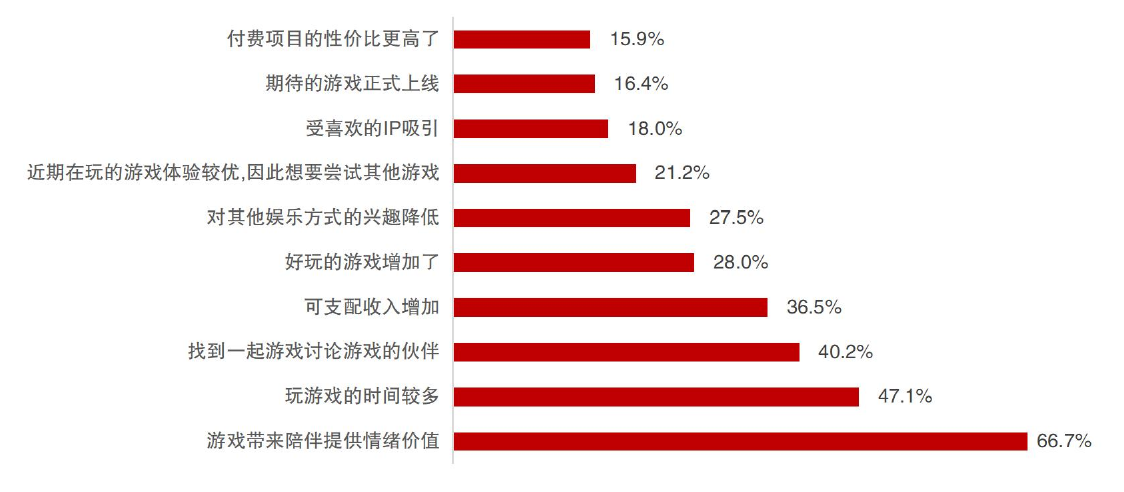 付费项目的性价比更高了 15.9%
期待的游戏正式上线 16.4%
受喜欢的IP吸引 18.0%
近期在玩的游戏体验较优,因此想要尝试其他游戏 21.2%
对其他娱乐方式的兴趣降低 27.5%
好玩的游戏增加了 28.0%
可支配收入增加 36.5%
找到一起游戏讨论游戏的伙伴 40.2%
玩游戏的时间较多 47.1%
游戏带来陪伴提供情绪价值 66.7%